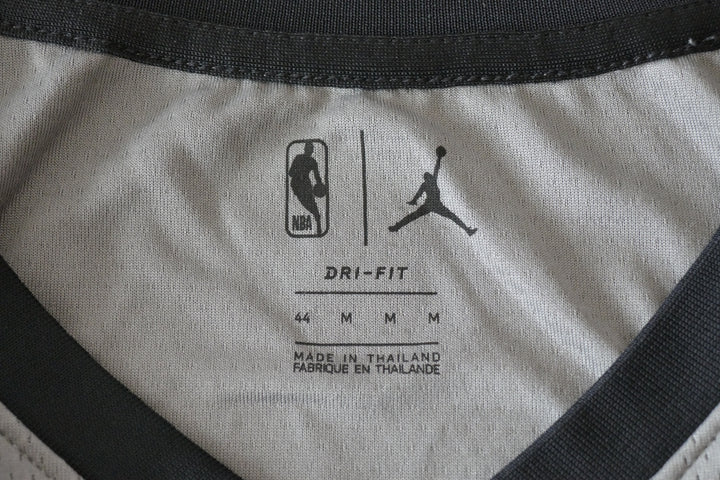 NBA
DRI-FIT
44 M M M
MADE IN THAILAND
FABRIQUE EN THAILANDE